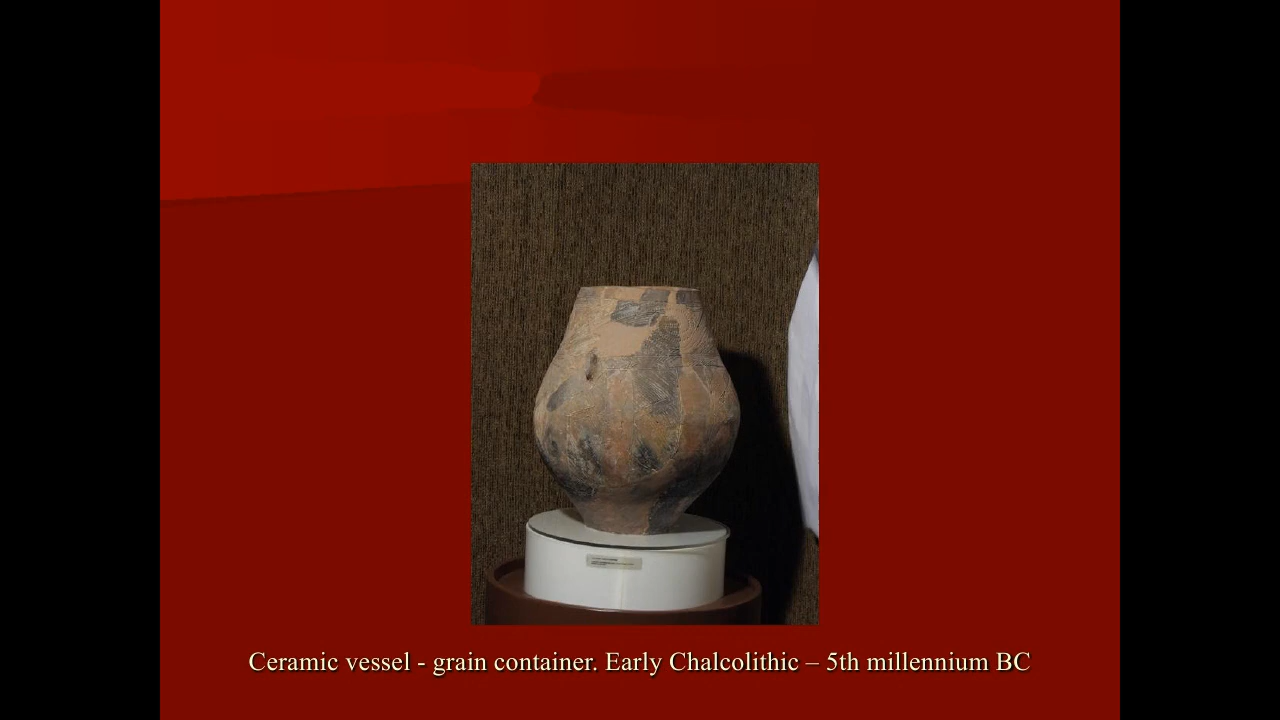 Ceramic vessel - grain container. Early Chalcolithic – 5th millennium BC